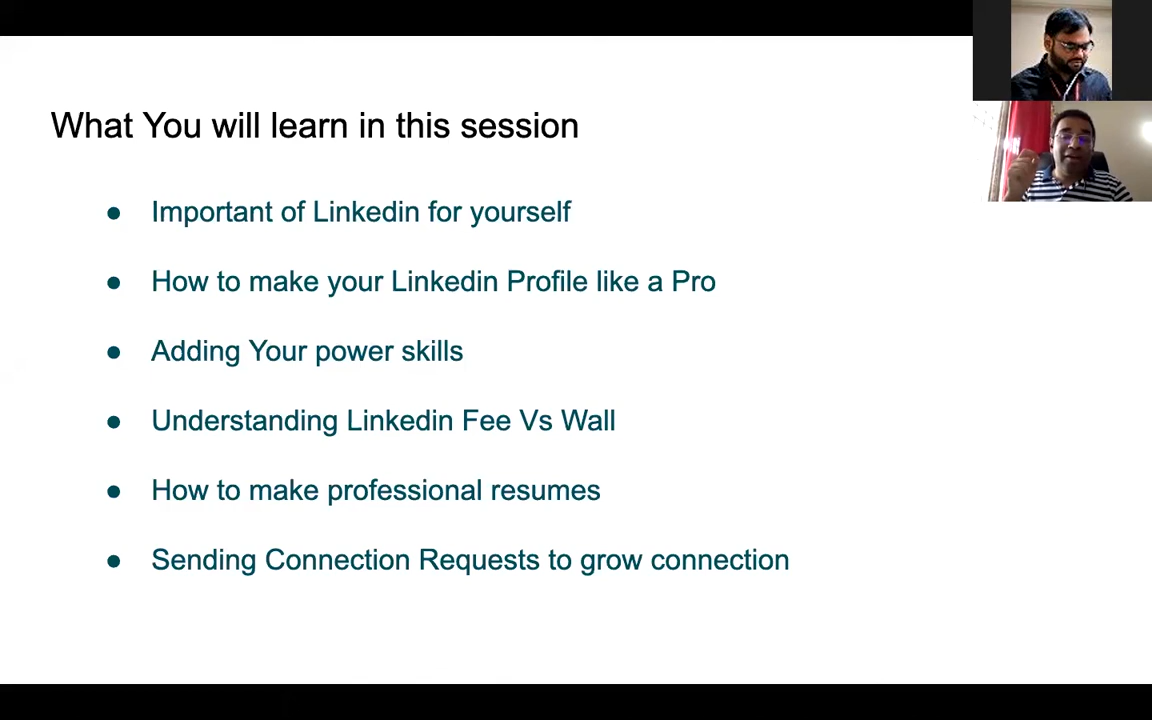 What You will learn in this session
● Important of Linkedin for yourself
● How to make your Linkedin Profile like a Pro
● Adding Your power skills
● Understanding Linkedin Fee Vs Wall
● How to make professional resumes
● Sending Connection Requests to grow connection